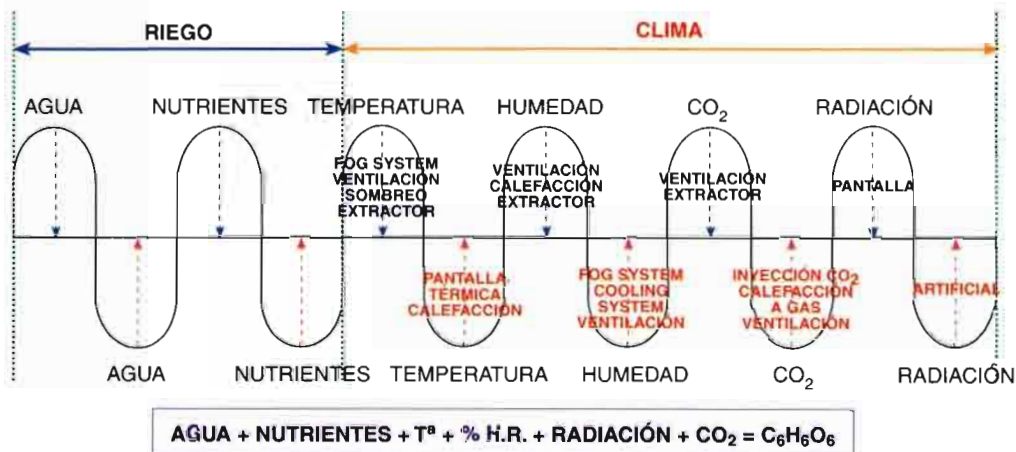 RIEGO
CLIMA
AGUA
NUTRIENTES
TEMPERATURA
HUMEDAD
CO₂
RADIACIÓN
FOG SYSTEM
VENTILACIÓN
SOMBREO
EXTRACTOR
VENTILACIÓN
CALEFACCIÓN
EXTRACTOR
VENTILACIÓN
EXTRACTOR
PANTALLA
PANTALLA
TÉRMICA
CALEFACCIÓN
FOG SYSTEM
COOLING
SYSTEM
VENTILACIÓN
INYECCIÓN CO₂
CALEFACCIÓN
A GAS
VENTILACIÓN
ARTIFICIAL
AGUA
NUTRIENTES
TEMPERATURA
HUMEDAD
CO₂
RADIACIÓN
AGUA + NUTRIENTES + Tª + % H.R. + RADIACIÓN + CO₂ = C₆H₆O₆